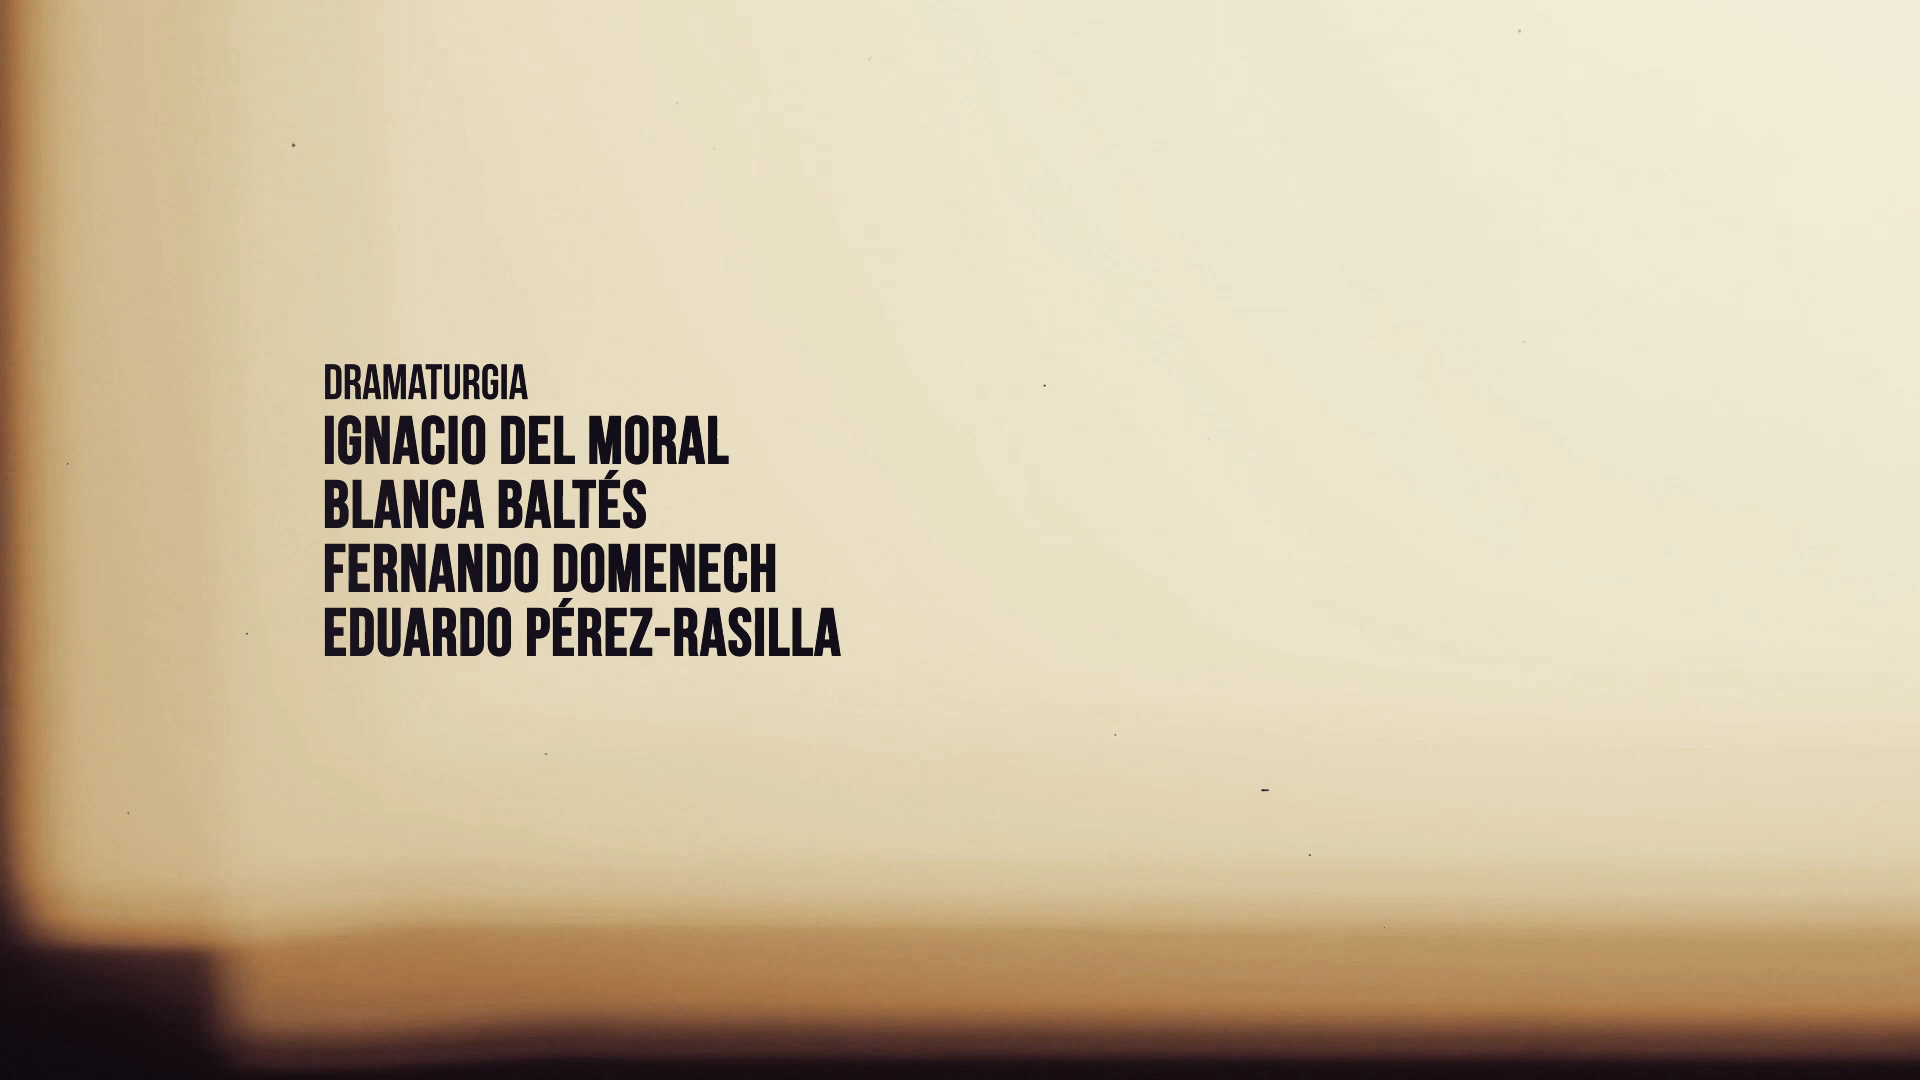 DRAMATURGIA
IGNACIO DEL MORAL
BLANCA BALTÉS
FERNANDO DOMENECH
EDUARDO PÉREZ-RASILLA